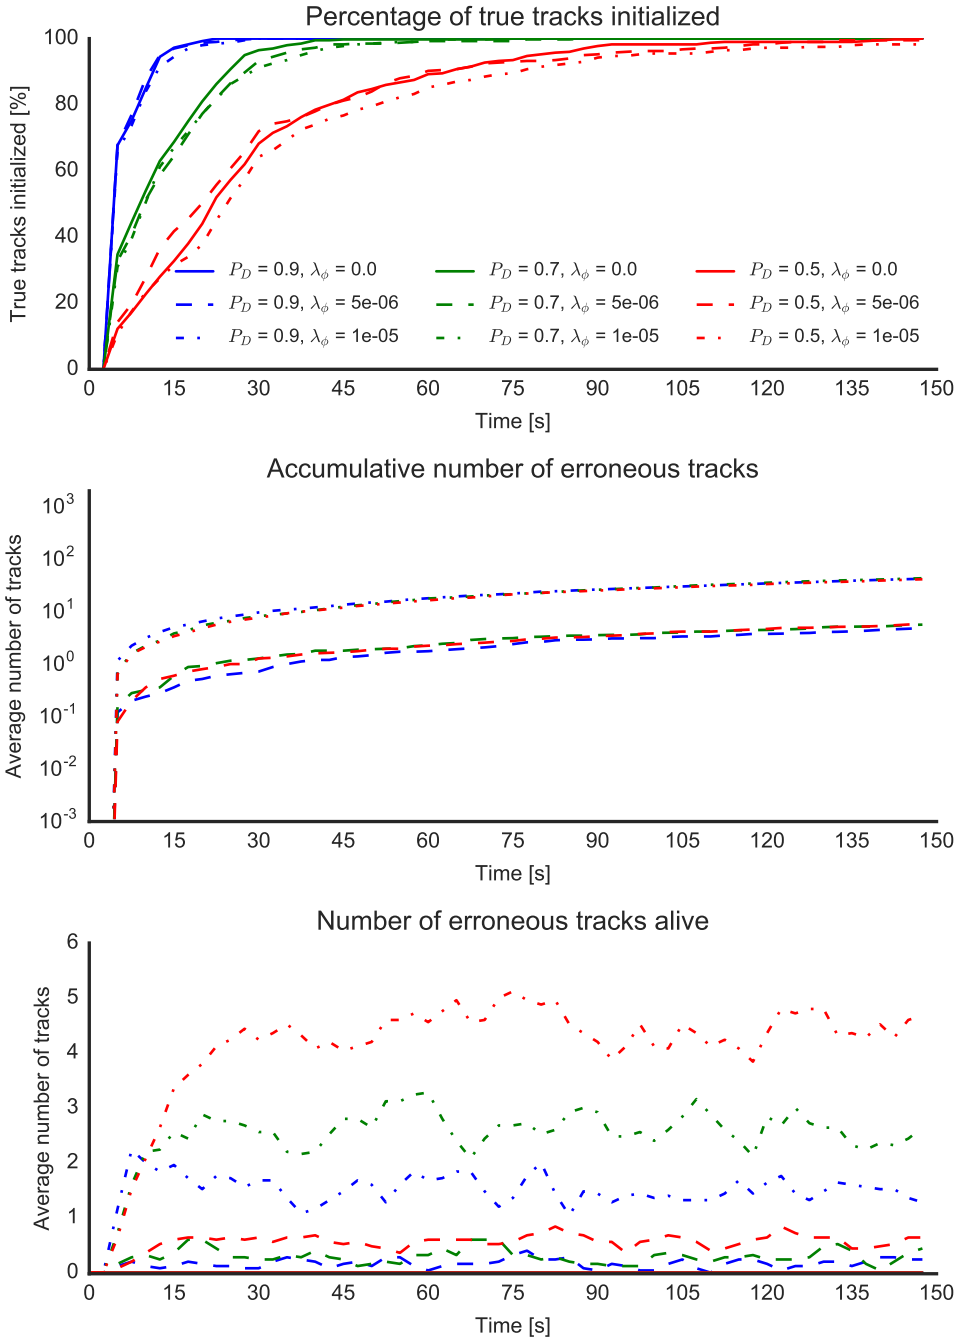 Percentage of true tracks initialized
True tracks initialized [%]
100
80
60
40
20
0
P_D = 0.9, λ_ϕ = 0.0
P_D = 0.7, λ_ϕ = 0.0
P_D = 0.5, λ_ϕ = 0.0
P_D = 0.9, λ_ϕ = 5e-06
P_D = 0.7, λ_ϕ = 5e-06
P_D = 0.5, λ_ϕ = 5e-06
P_D = 0.9, λ_ϕ = 1e-05
P_D = 0.7, λ_ϕ = 1e-05
P_D = 0.5, λ_ϕ = 1e-05
0 15 30 45 60 75 90 105 120 135 150
Time [s]
Accumulative number of erroneous tracks
Average number of tracks
10^3
10^2
10^1
10^0
10^-1
10^-2
10^-3
0 15 30 45 60 75 90 105 120 135 150
Time [s]
Number of erroneous tracks alive
Average number of tracks
6
5
4
3
2
1
0
0 15 30 45 60 75 90 105 120 135 150
Time [s]